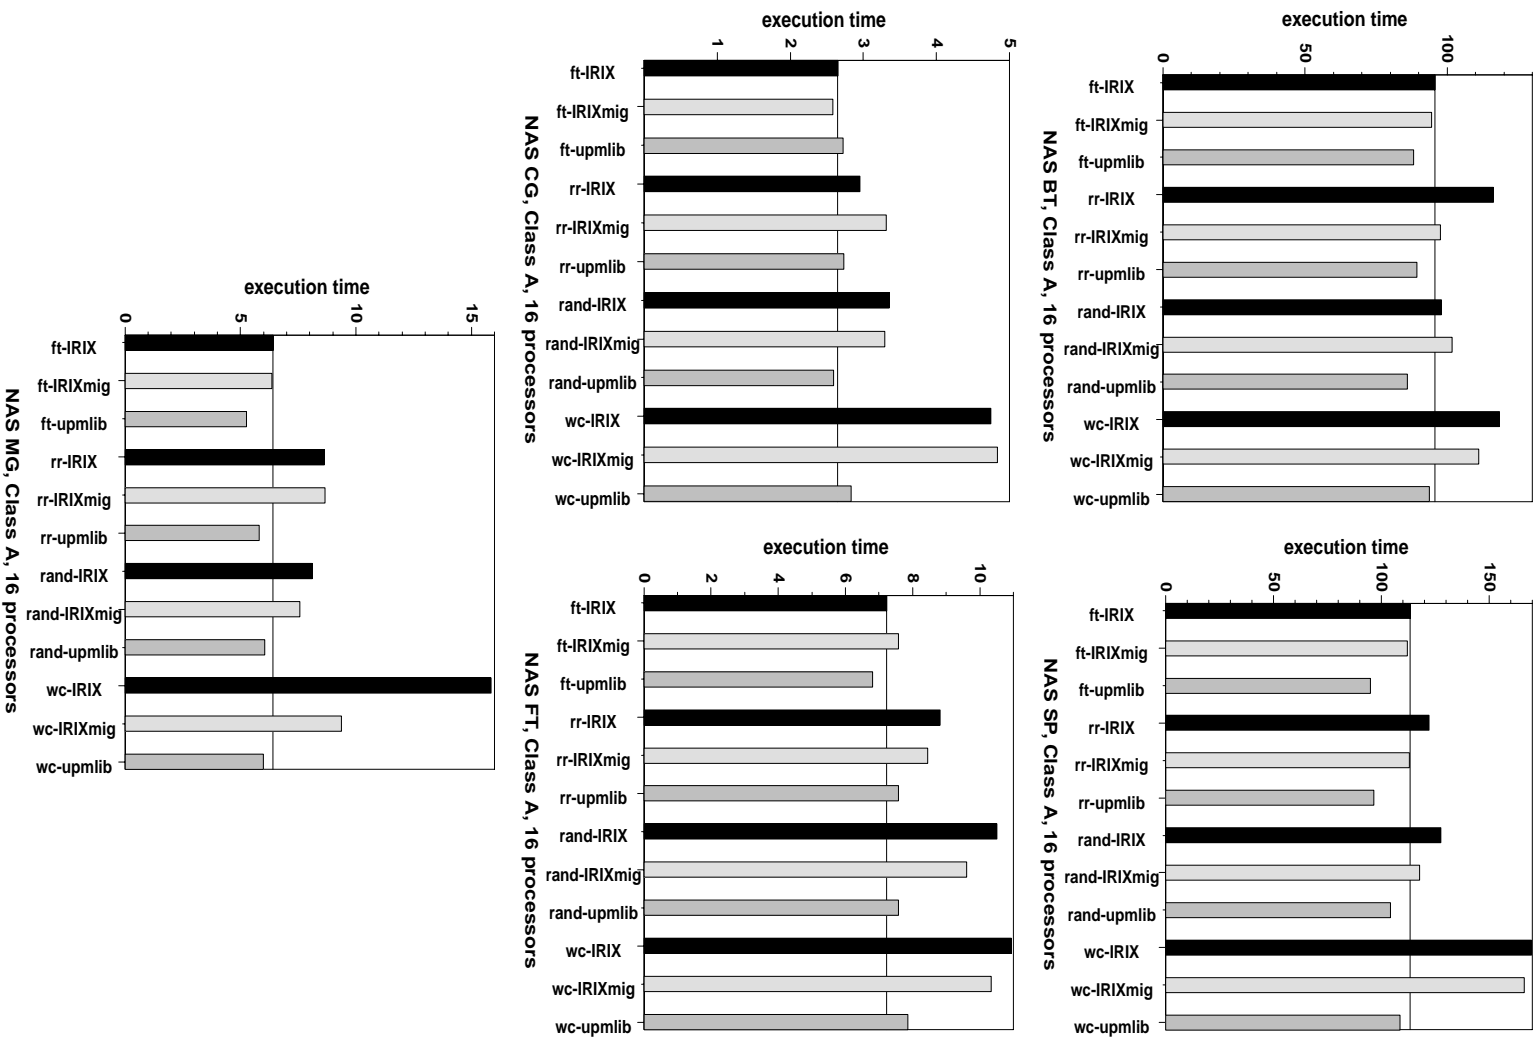 execution time
0
50
100
ft-IRIX
ft-IRIXmig
ft-upmlib
rr-IRIX
rr-IRIXmig
rr-upmlib
rand-IRIX
rand-IRIXmig
rand-upmlib
wc-IRIX
wc-IRIXmig
wc-upmlib
NAS BT, Class A, 16 processors
execution time
0
50
100
150
ft-IRIX
ft-IRIXmig
ft-upmlib
rr-IRIX
rr-IRIXmig
rr-upmlib
rand-IRIX
rand-IRIXmig
rand-upmlib
wc-IRIX
wc-IRIXmig
wc-upmlib
NAS SP, Class A, 16 processors
execution time
1
2
3
4
5
ft-IRIX
ft-IRIXmig
ft-upmlib
rr-IRIX
rr-IRIXmig
rr-upmlib
rand-IRIX
rand-IRIXmig
rand-upmlib
wc-IRIX
wc-IRIXmig
wc-upmlib
NAS CG, Class A, 16 processors
execution time
0
2
4
6
8
10
ft-IRIX
ft-IRIXmig
ft-upmlib
rr-IRIX
rr-IRIXmig
rr-upmlib
rand-IRIX
rand-IRIXmig
rand-upmlib
wc-IRIX
wc-IRIXmig
wc-upmlib
NAS FT, Class A, 16 processors
execution time
0
5
10
15
ft-IRIX
ft-IRIXmig
ft-upmlib
rr-IRIX
rr-IRIXmig
rr-upmlib
rand-IRIX
rand-IRIXmig
rand-upmlib
wc-IRIX
wc-IRIXmig
wc-upmlib
NAS MG, Class A, 16 processors